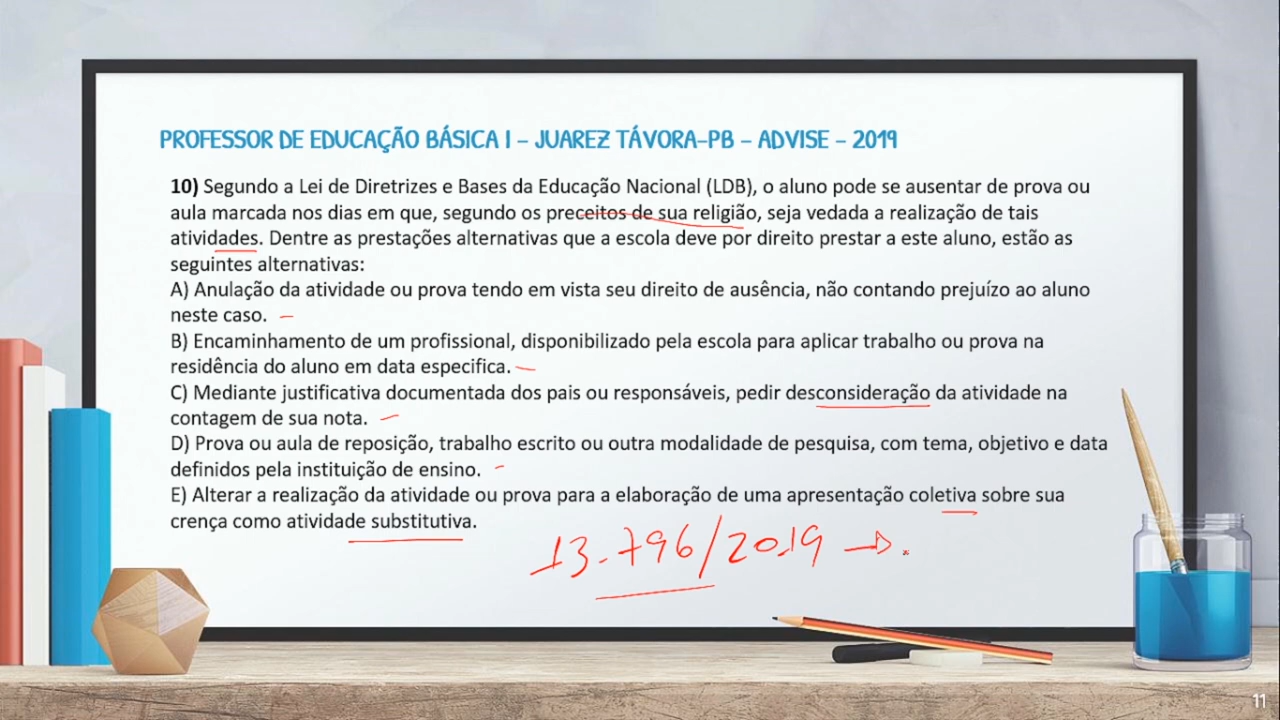 PROFESSOR DE EDUCAÇÃO BÁSICA I – JUAREZ TÁVORA-PB – ADVISE – 2019
10) Segundo a Lei de Diretrizes e Bases da Educação Nacional (LDB), o aluno pode se ausentar de prova ou
aula marcada nos dias em que, segundo os preceitos de sua religião, seja vedada a realização de tais
atividades. Dentre as prestações alternativas que a escola deve por direito prestar a este aluno, estão as
seguintes alternativas:
A) Anulação da atividade ou prova tendo em vista seu direito de ausência, não contando prejuízo ao aluno
neste caso.
B) Encaminhamento de um profissional, disponibilizado pela escola para aplicar trabalho ou prova na
residência do aluno em data especifica.
C) Mediante justificativa documentada dos pais ou responsáveis, pedir desconsideração da atividade na
contagem de sua nota.
D) Prova ou aula de reposição, trabalho escrito ou outra modalidade de pesquisa, com tema, objetivo e data
definidos pela instituição de ensino.
E) Alterar a realização da atividade ou prova para a elaboração de uma apresentação coletiva sobre sua
crença como atividade substitutiva.
13.796/2019 →
11